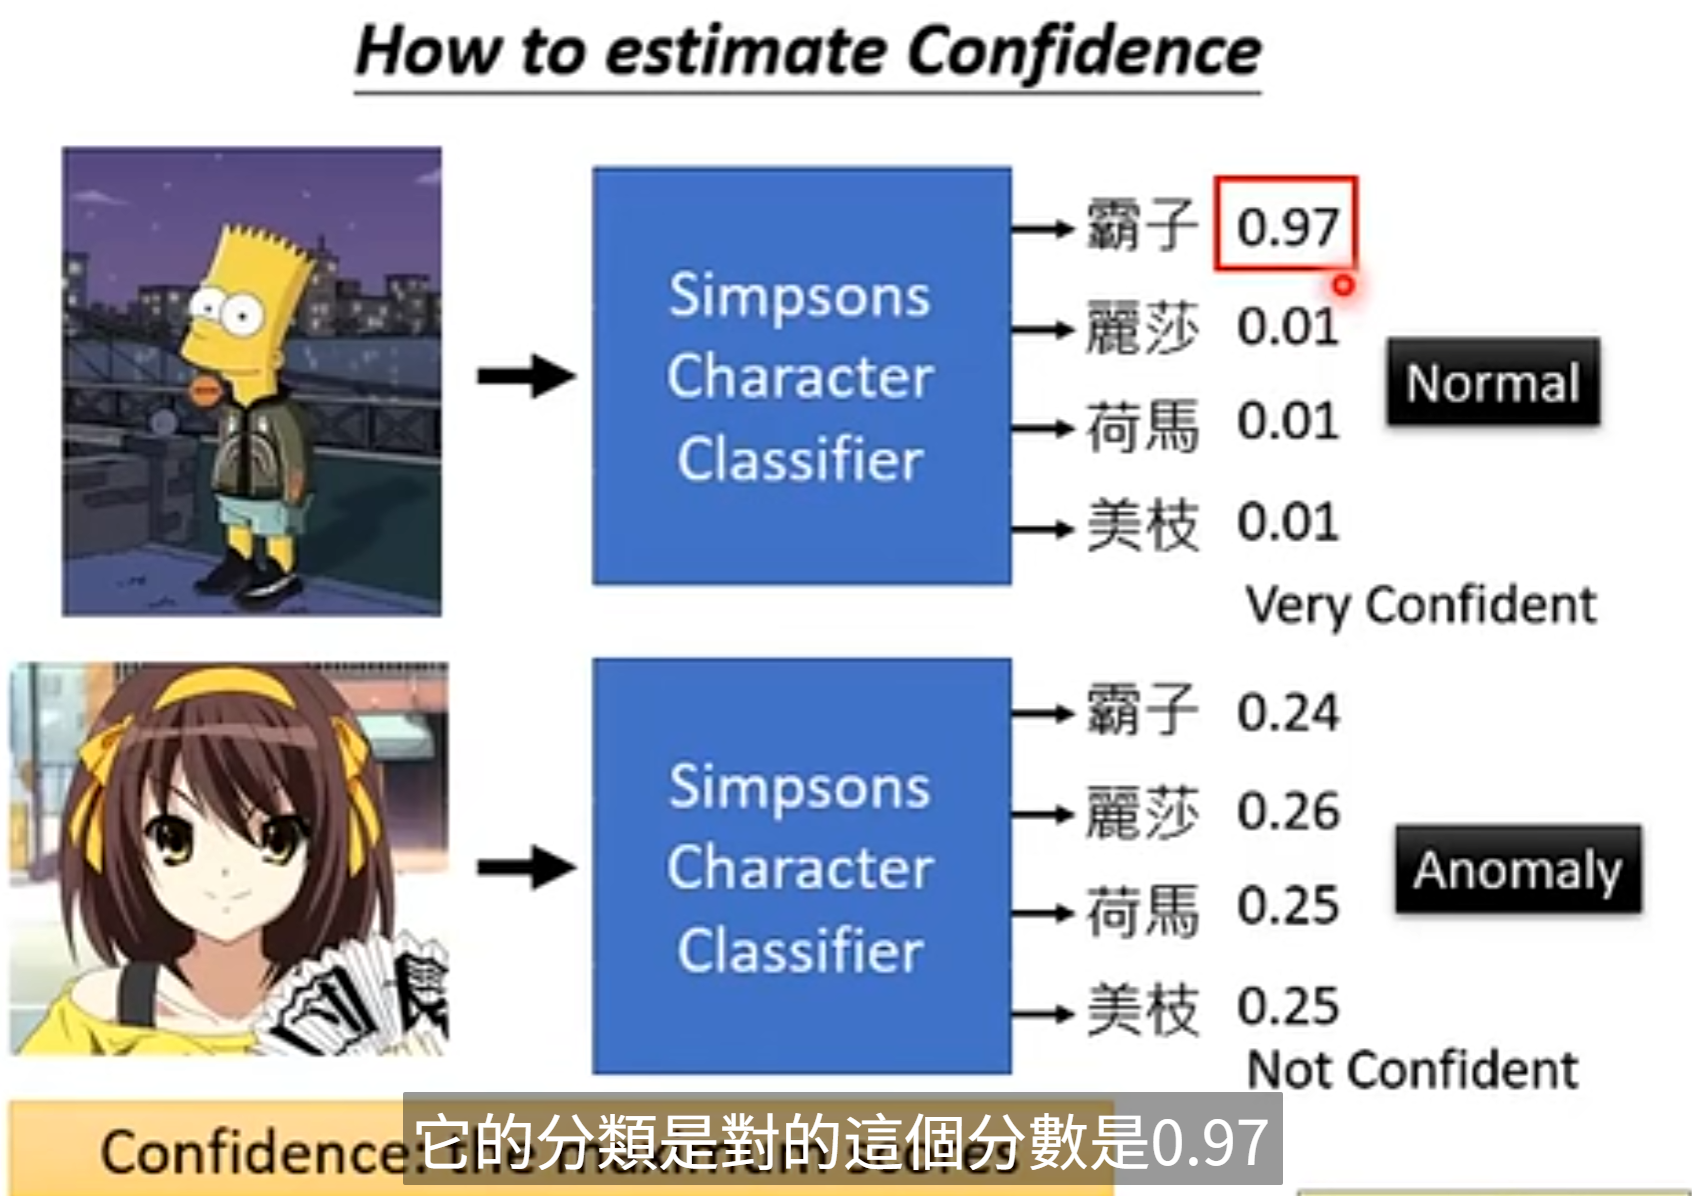 How to estimate Confidence
Simpsons
Character
Classifier
霸子 0.97
麗莎 0.01
荷馬 0.01
美枝 0.01
Normal
Very Confident
Simpsons
Character
Classifier
霸子 0.24
麗莎 0.26
荷馬 0.25
美枝 0.25
Anomaly
Not Confident
Confidence: the maximum scores
它的分類是對的這個分數是0.97